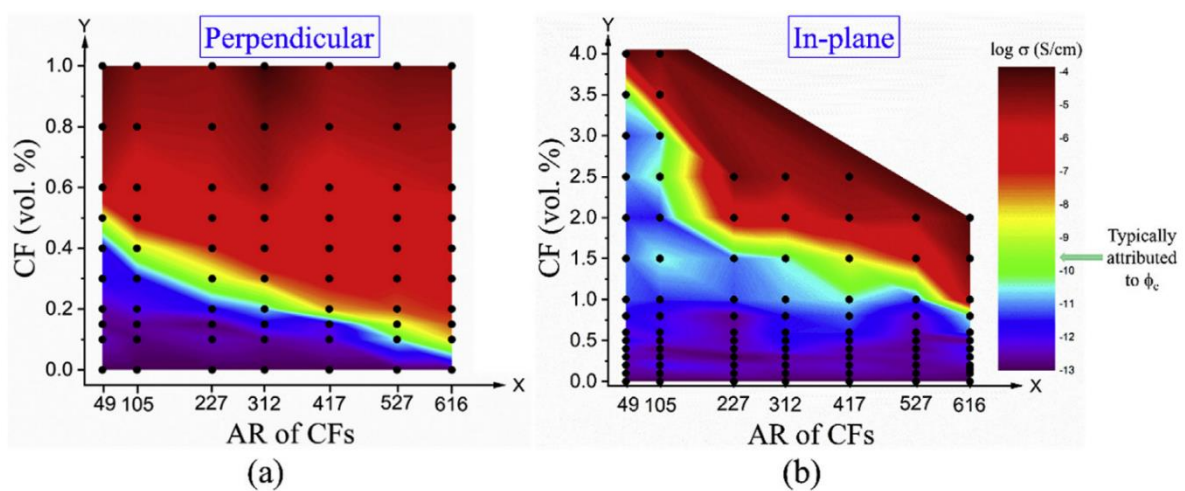 Y
Perpendicular
1.0
0.8
0.6
0.4
0.2
0.0
CF (vol. %)
49 105 227 312 417 527 616
X
AR of CFs
(a)
Y
In-plane
4.0
3.5
3.0
2.5
2.0
1.5
1.0
0.5
0.0
CF (vol. %)
49 105 227 312 417 527 616
X
AR of CFs
(b)
log σ (S/cm)
-4
-5
-6
-7
-8
-9
-10
-11
-12
-13
Typically
attributed
to ϕc